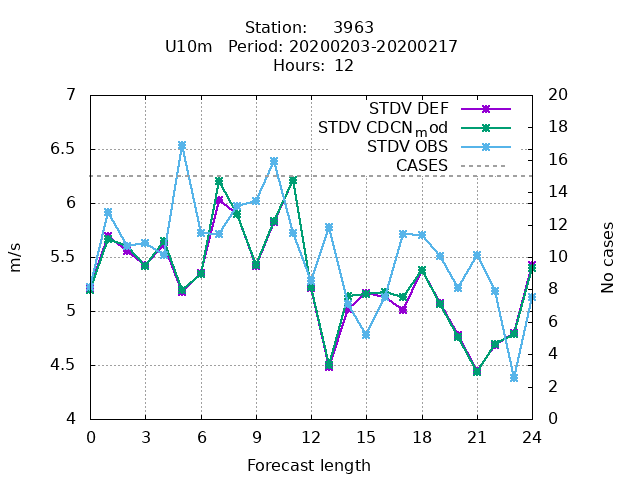 Station: 3963
U10m Period: 20200203-20200217
Hours: 12
STDV DEF
STDV CDCNmod
STDV OBS
CASES
7
6.5
6
5.5
5
4.5
4
20
18
16
14
12
10
8
6
4
2
0
m/s
No cases
0 3 6 9 12 15 18 21 24
Forecast length